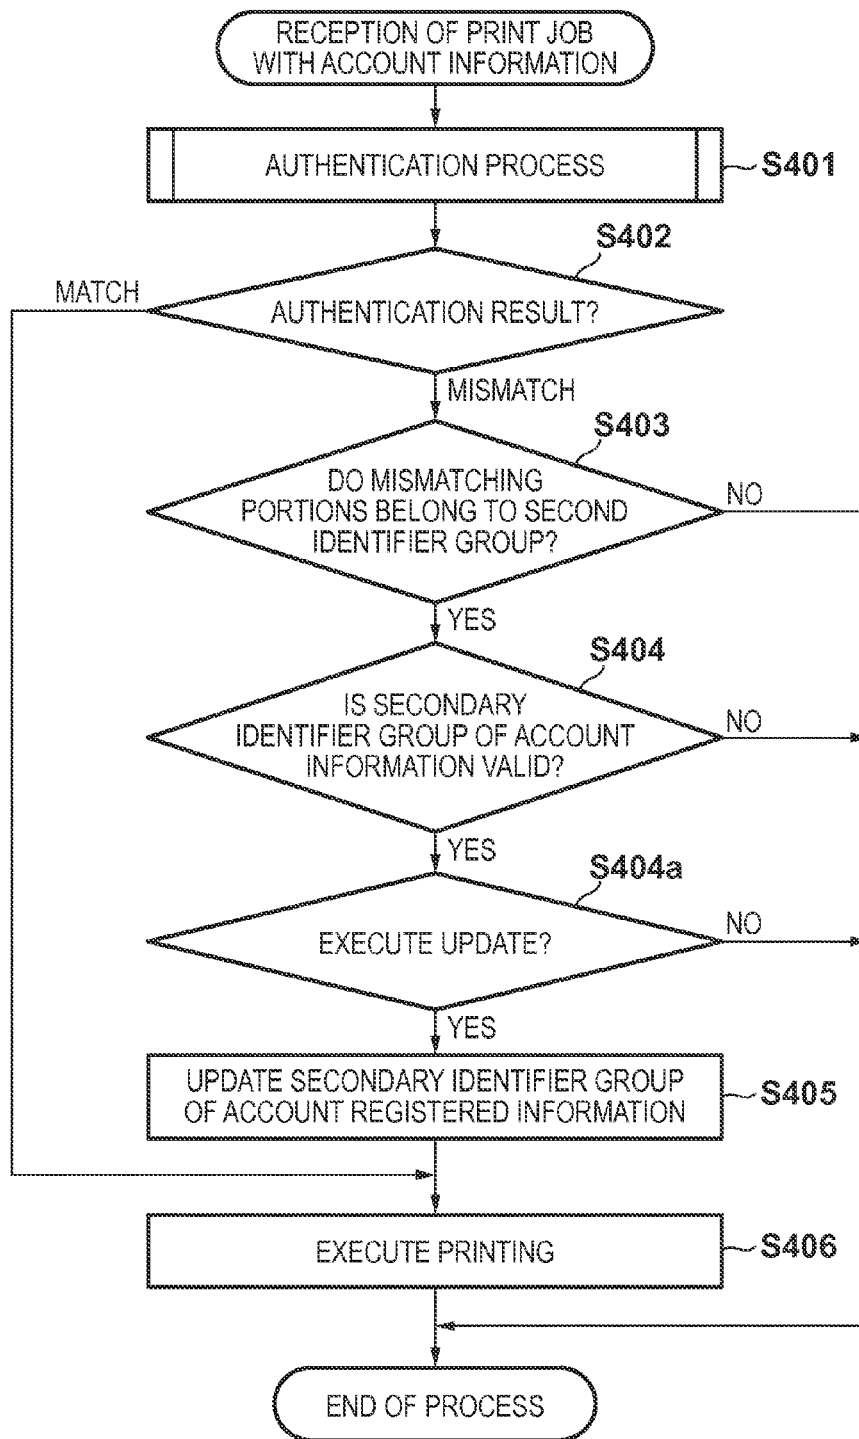 RECEPTION OF PRINT JOB
WITH ACCOUNT INFORMATION
AUTHENTICATION PROCESS
S401
S402
MATCH
AUTHENTICATION RESULT?
MISMATCH
S403
DO MISMATCHING
PORTIONS BELONG TO SECOND
IDENTIFIER GROUP?
NO
YES
S404
IS SECONDARY
IDENTIFIER GROUP OF ACCOUNT
INFORMATION VALID?
NO
YES
S404a
EXECUTE UPDATE?
NO
YES
UPDATE SECONDARY IDENTIFIER GROUP
OF ACCOUNT REGISTERED INFORMATION
S405
EXECUTE PRINTING
S406
END OF PROCESS